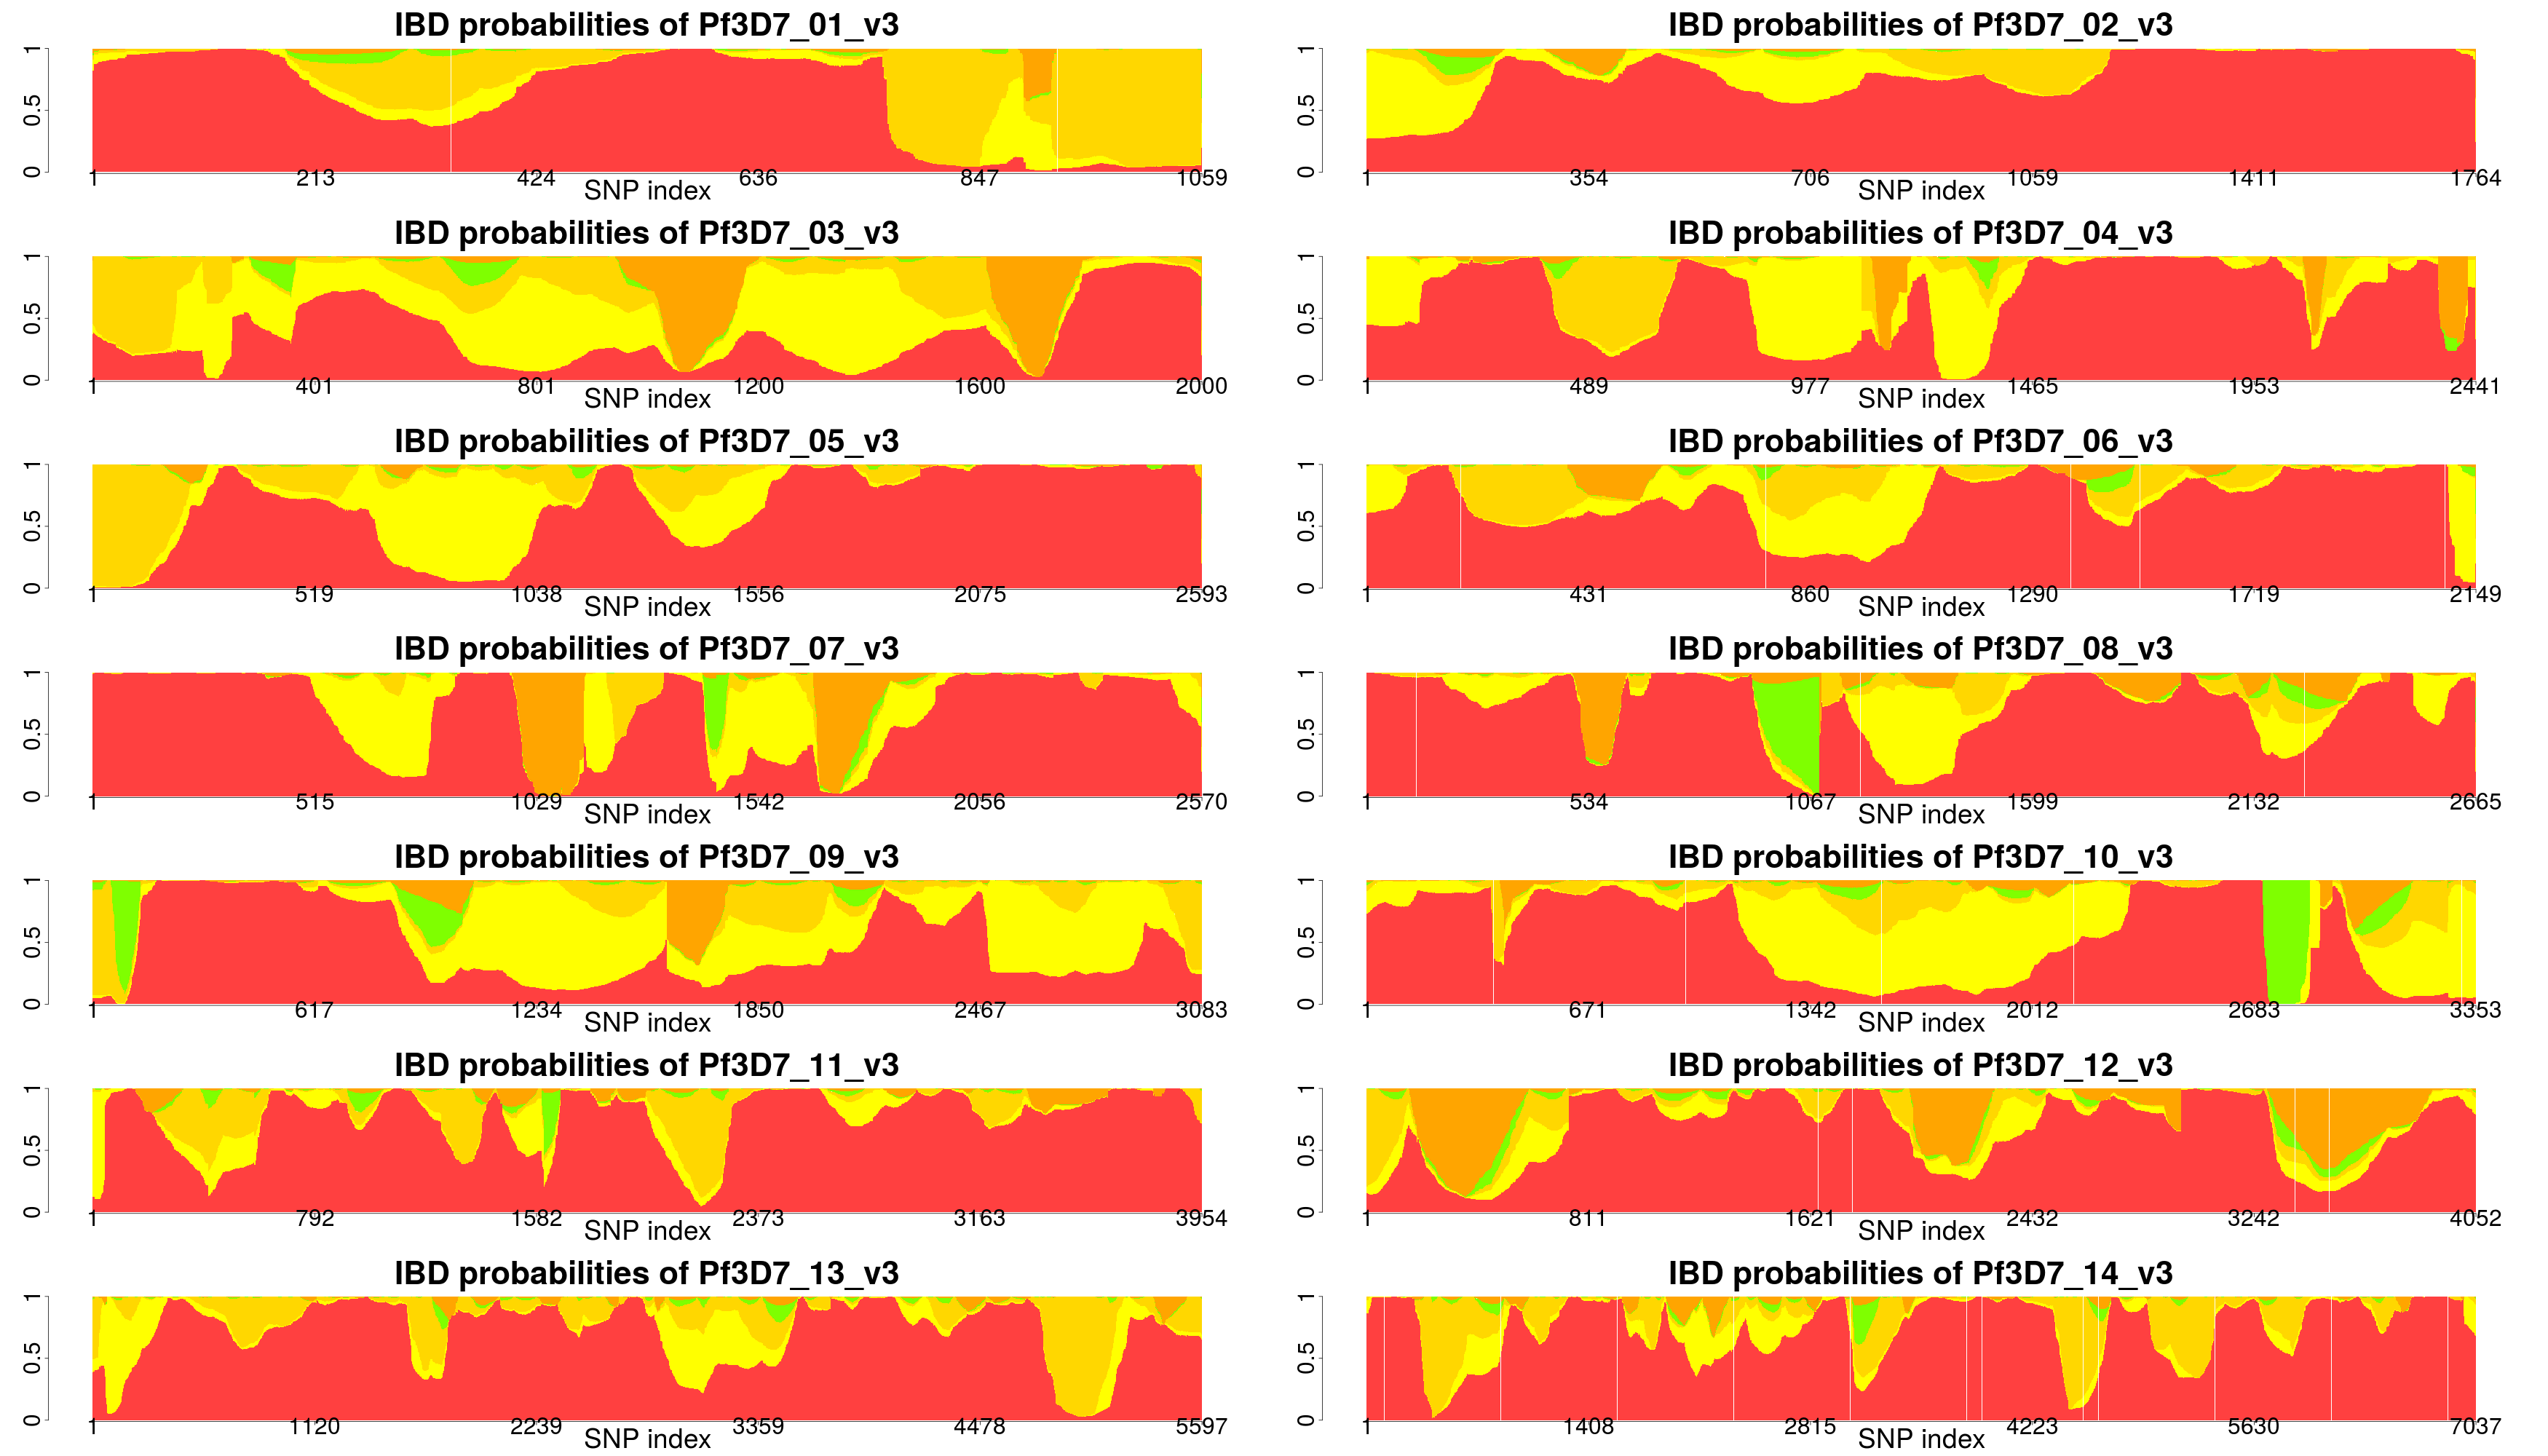 IBD probabilities of Pf3D7_01_v3
0 0.5 1
1 213 424 636 847 1059
SNP index
IBD probabilities of Pf3D7_02_v3
0 0.5 1
1 354 706 1059 1411 1764
SNP index
IBD probabilities of Pf3D7_03_v3
0 0.5 1
1 401 801 1200 1600 2000
SNP index
IBD probabilities of Pf3D7_04_v3
0 0.5 1
1 489 977 1465 1953 2441
SNP index
IBD probabilities of Pf3D7_05_v3
0 0.5 1
1 519 1038 1556 2075 2593
SNP index
IBD probabilities of Pf3D7_06_v3
0 0.5 1
1 431 860 1290 1719 2149
SNP index
IBD probabilities of Pf3D7_07_v3
0 0.5 1
1 515 1029 1542 2056 2570
SNP index
IBD probabilities of Pf3D7_08_v3
0 0.5 1
1 534 1067 1599 2132 2665
SNP index
IBD probabilities of Pf3D7_09_v3
0 0.5 1
1 617 1234 1850 2467 3083
SNP index
IBD probabilities of Pf3D7_10_v3
0 0.5 1
1 671 1342 2012 2683 3353
SNP index
IBD probabilities of Pf3D7_11_v3
0 0.5 1
1 792 1582 2373 3163 3954
SNP index
IBD probabilities of Pf3D7_12_v3
0 0.5 1
1 811 1621 2432 3242 4052
SNP index
IBD probabilities of Pf3D7_13_v3
0 0.5 1
1 1120 2239 3359 4478 5597
SNP index
IBD probabilities of Pf3D7_14_v3
0 0.5 1
1 1408 2815 4223 5630 7037
SNP index